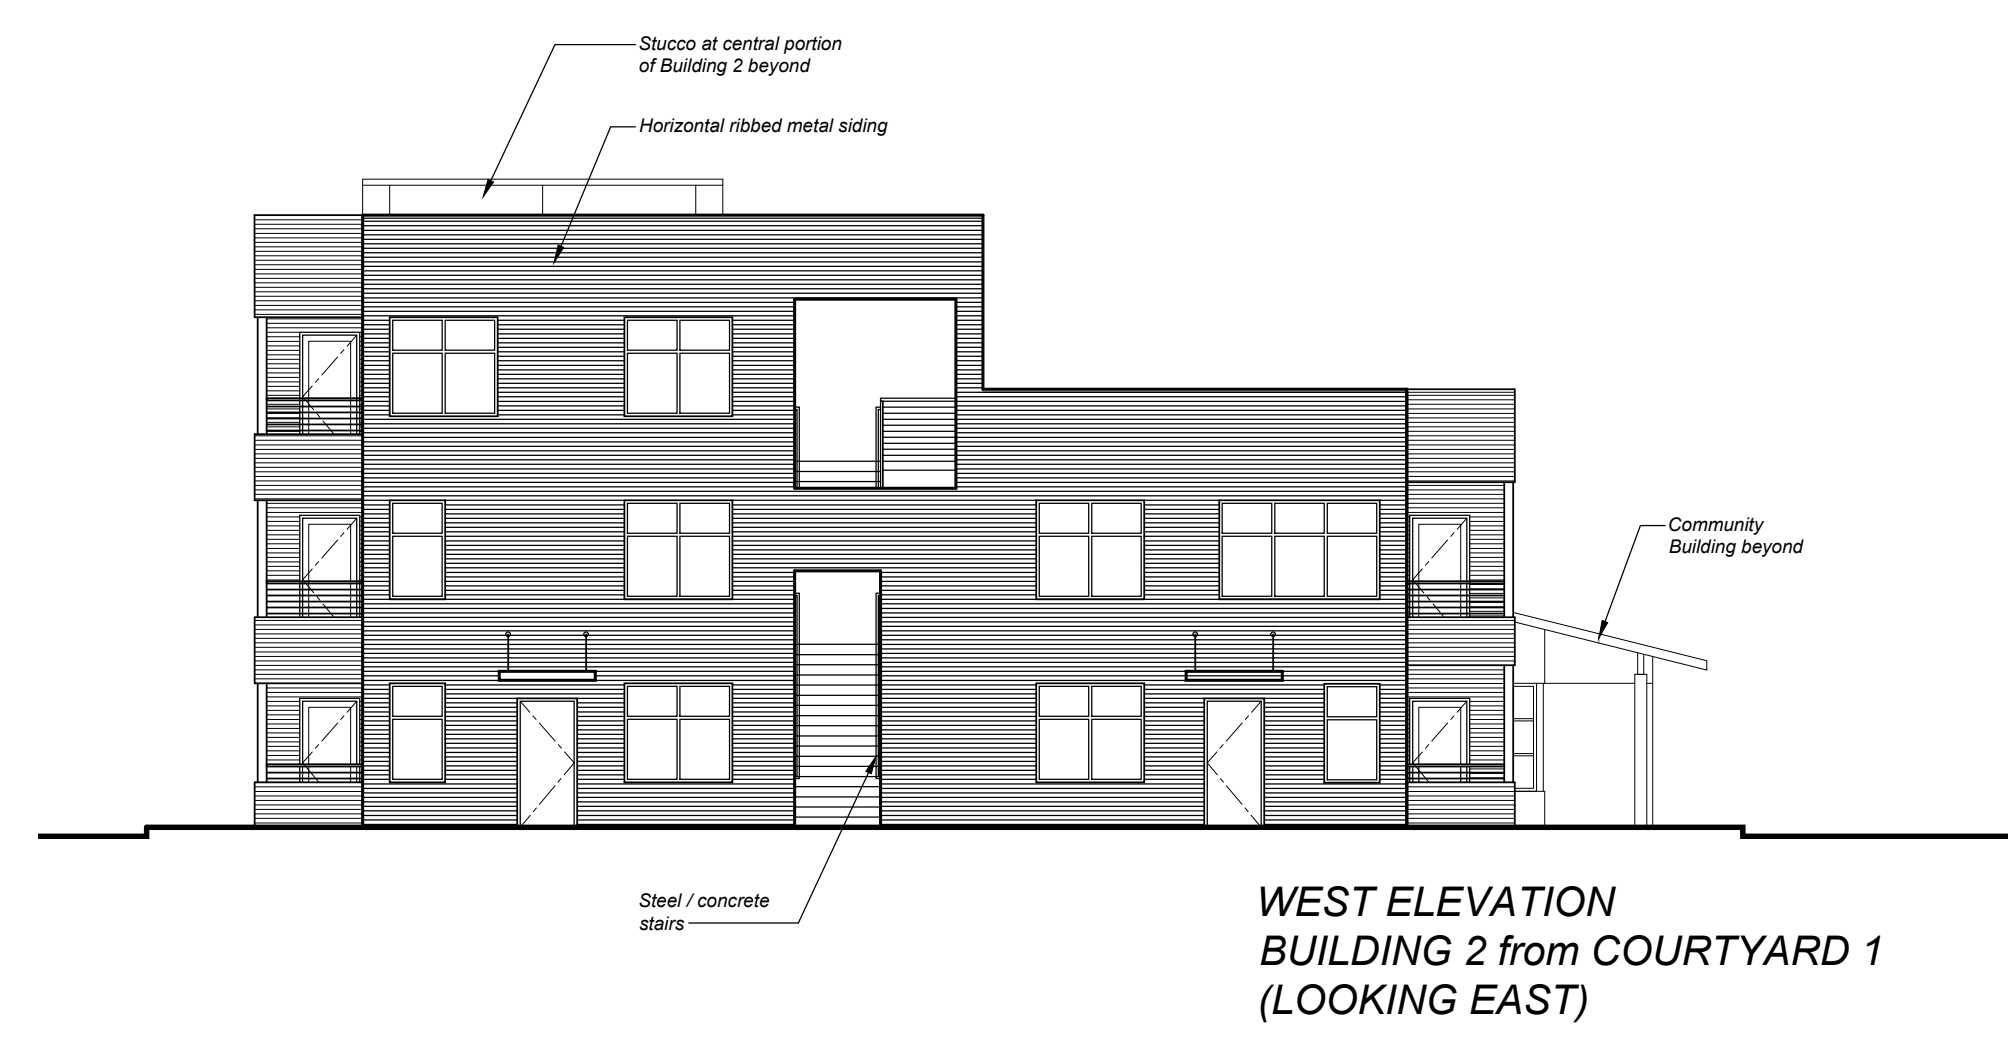 Stucco at central portion
of Building 2 beyond
Horizontal ribbed metal siding
Community
Building beyond
Steel / concrete
stairs
WEST ELEVATION
BUILDING 2 from COURTYARD 1
(LOOKING EAST)